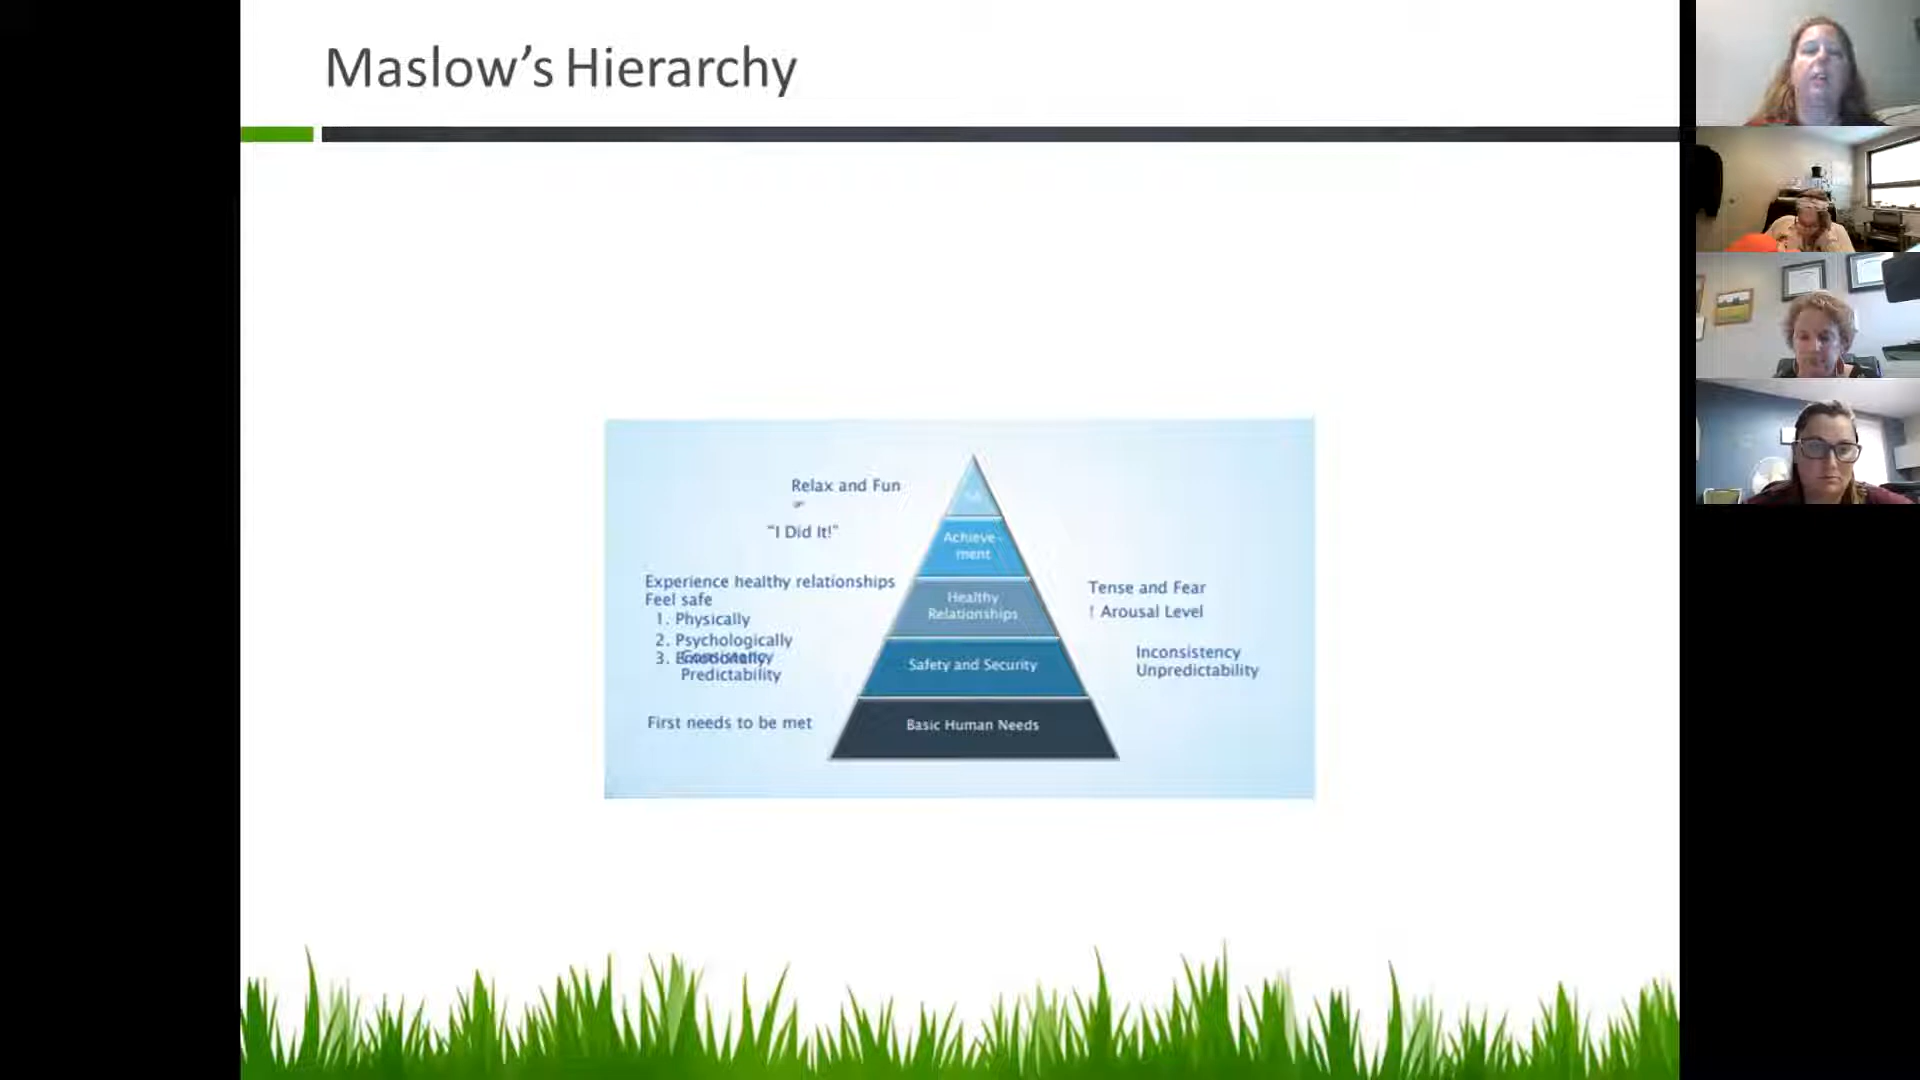 Maslow's Hierarchy
Relax and Fun
"I Did It!"
Achieve-
ment
Experience healthy relationships
Feel safe
1. Physically
2. Psychologically
3. Emotionally
Consistency
Predictability
Healthy
Relationships
Tense and Fear
↑ Arousal Level
Safety and Security
Inconsistency
Unpredictability
First needs to be met
Basic Human Needs